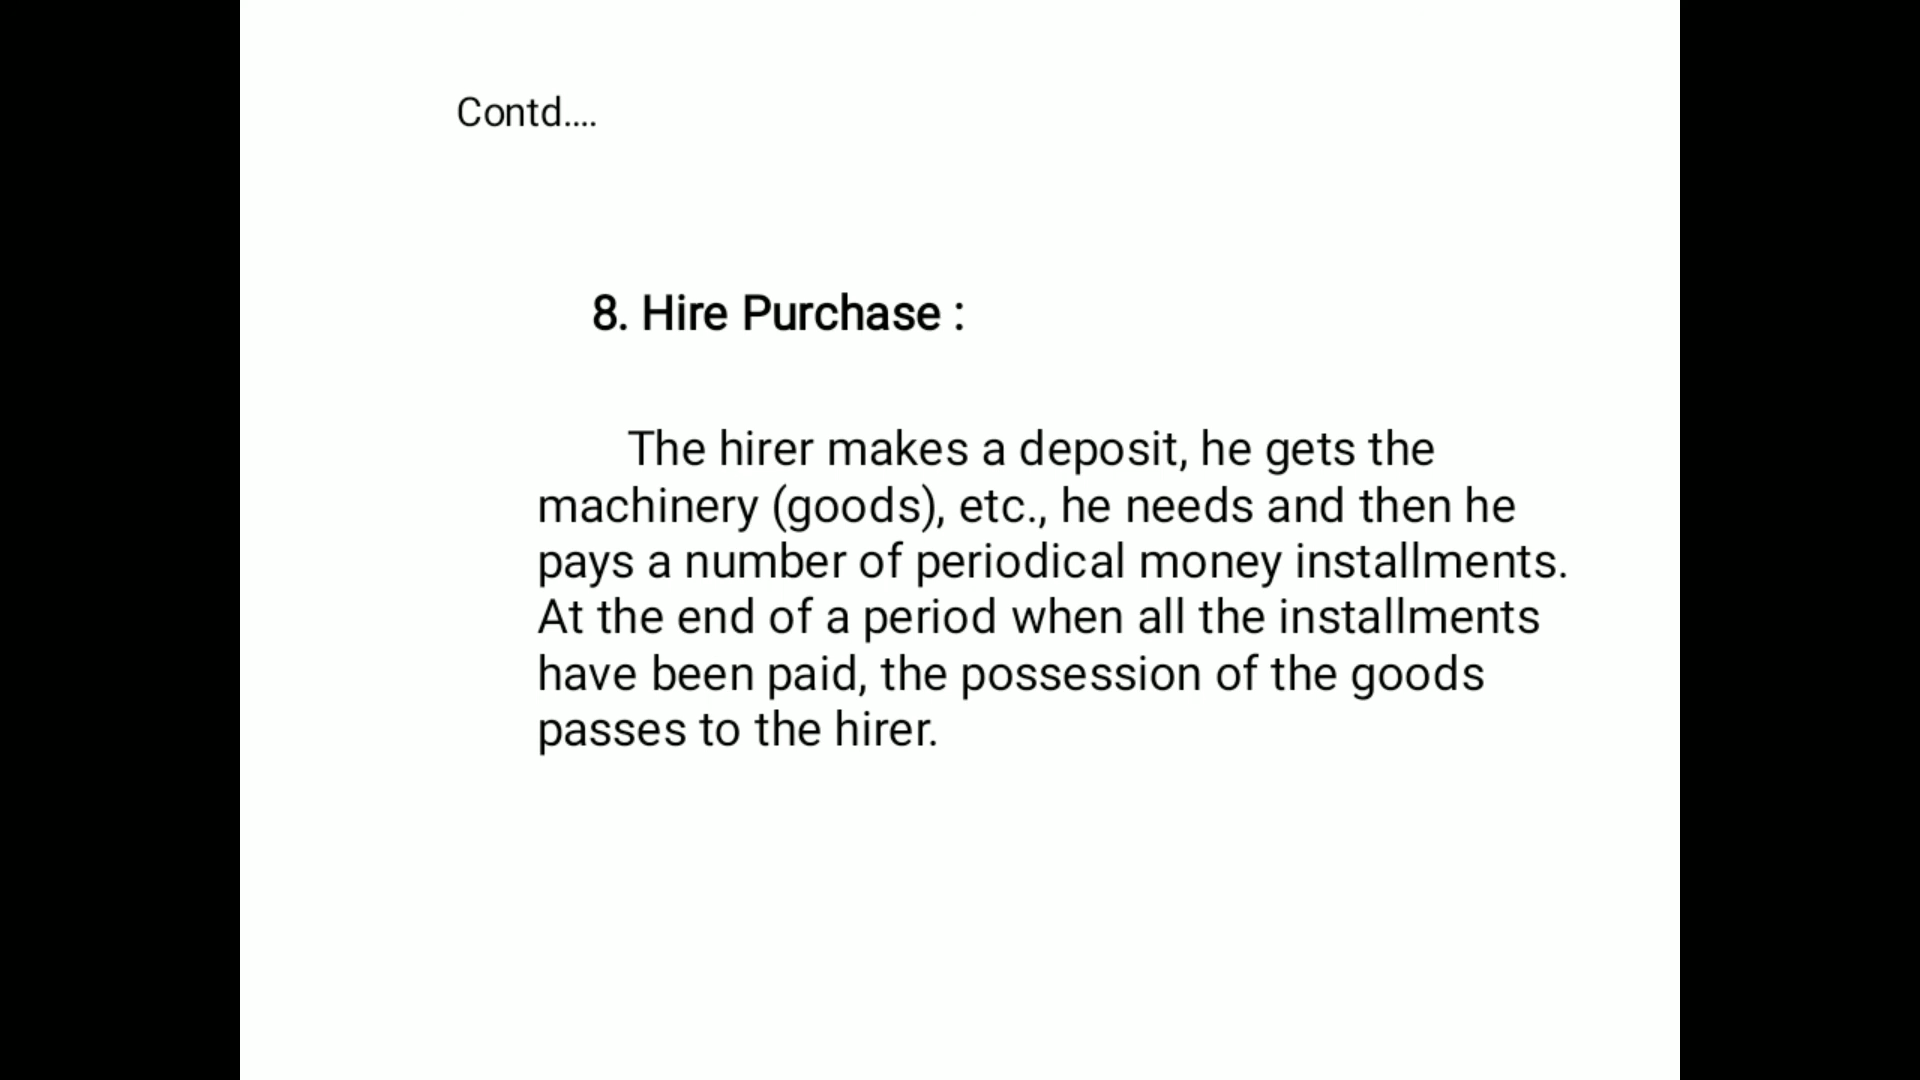 Contd....
8. Hire Purchase :
The hirer makes a deposit, he gets the
machinery (goods), etc., he needs and then he
pays a number of periodical money installments.
At the end of a period when all the installments
have been paid, the possession of the goods
passes to the hirer.